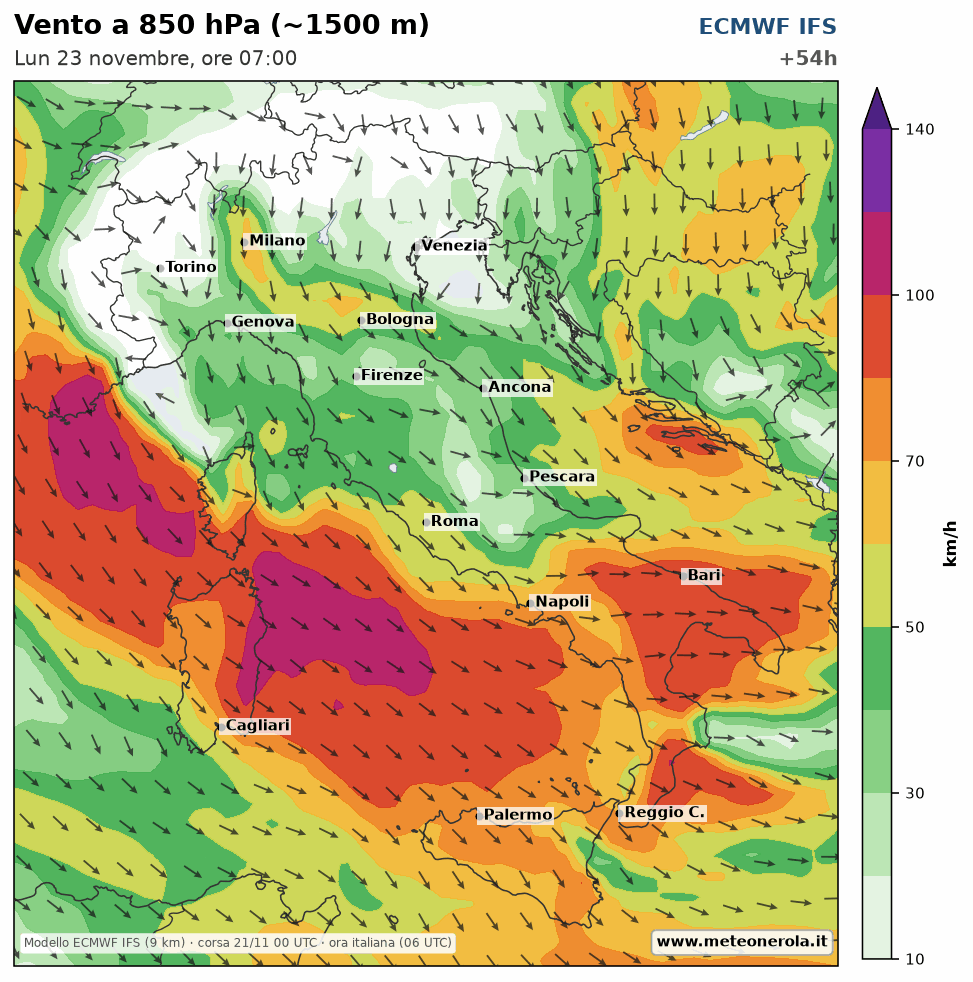 Vento a 850 hPa (~1500 m)
ECMWF IFS
Lun 23 novembre, ore 07:00
+54h
Milano
Venezia
Torino
Genova
Bologna
Firenze
Ancona
Pescara
Roma
Bari
Napoli
Cagliari
Palermo
Reggio C.
Modello ECMWF IFS (9 km) · corsa 21/11 00 UTC · ora italiana (06 UTC)
www.meteonerola.it
140
100
70
50
30
10
km/h